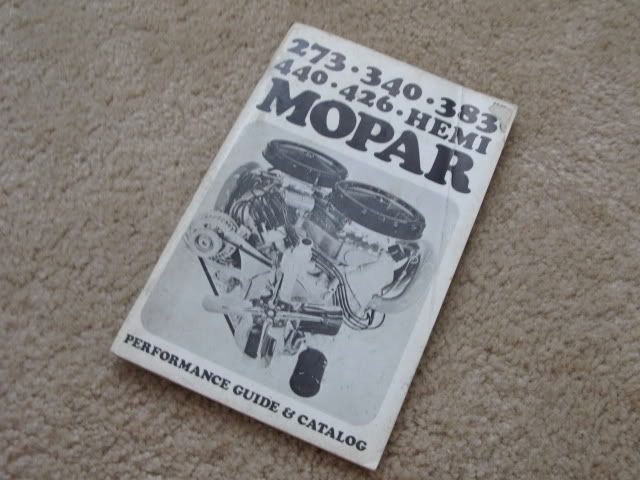 273 · 340 · 383
440 · 426 · HEMI
MOPAR
PERFORMANCE GUIDE & CATALOG